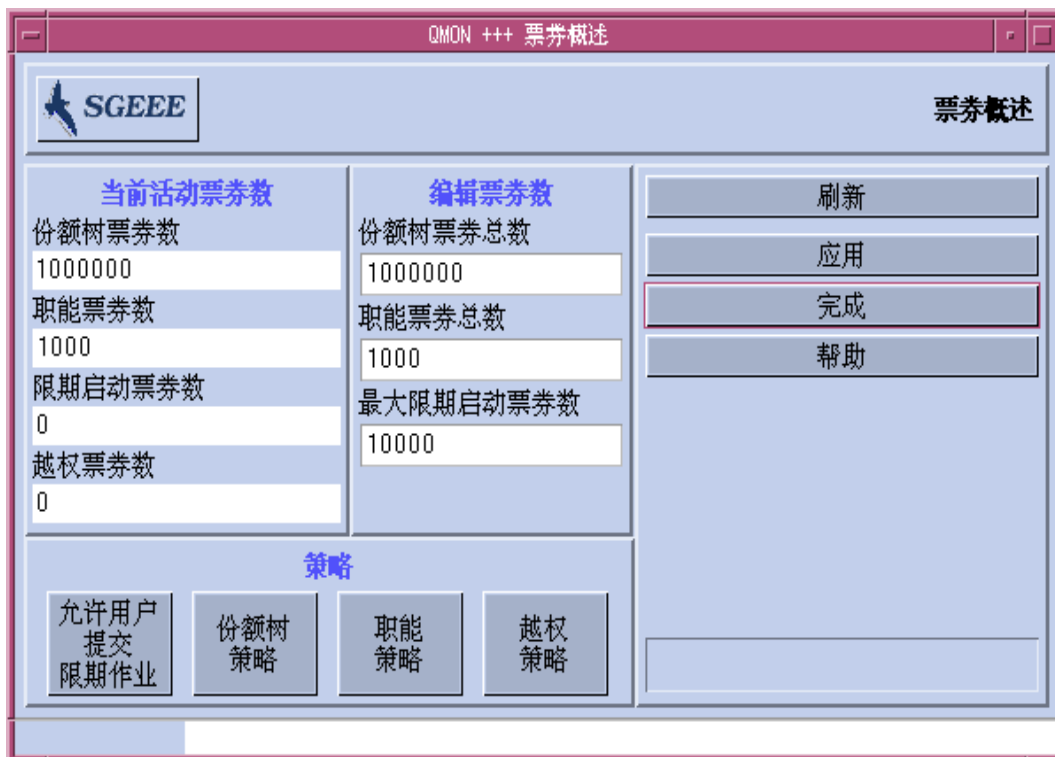 QMON +++ 票券概述
SGEEE
票券概述
当前活动票券数
份额树票券数
1000000
职能票券数
1000
限期启动票券数
0
越权票券数
0
编辑票券数
份额树票券总数
1000000
职能票券总数
1000
最大限期启动票券数
10000
刷新
应用
完成
帮助
策略
允许用户
提交
限期作业
份额树
策略
职能
策略
越权
策略